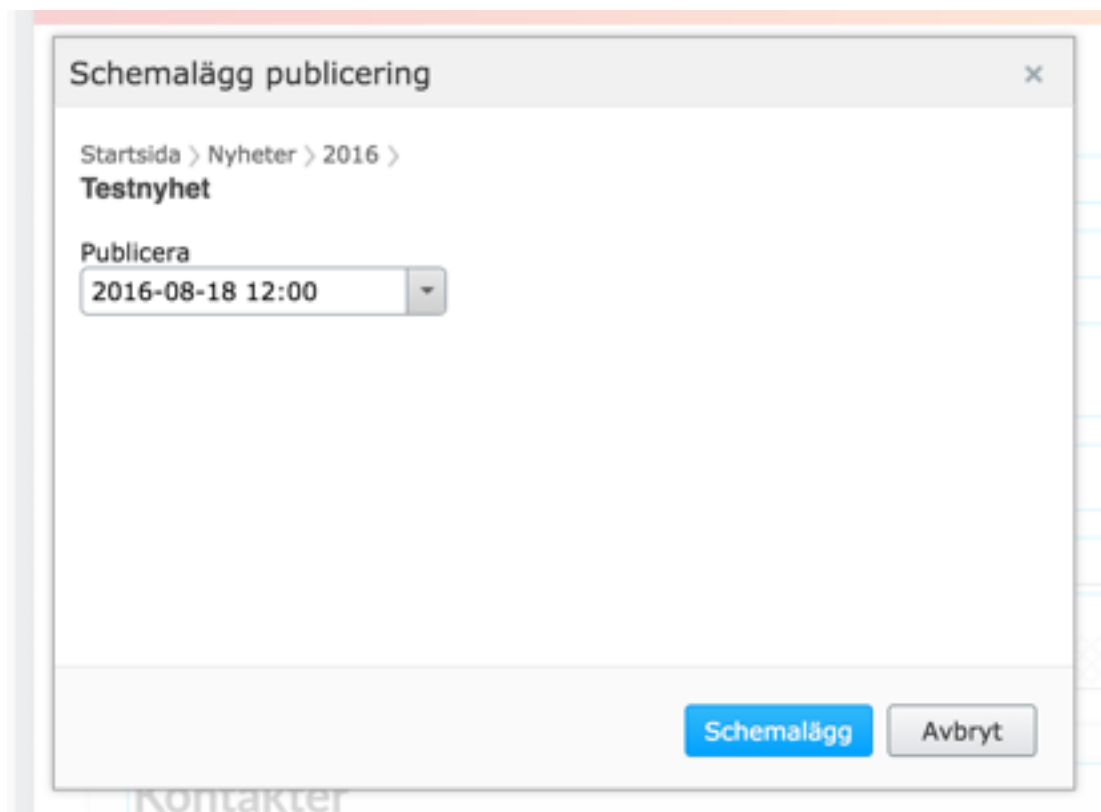 Schemalägg publicering ×
Startsida 〉 Nyheter 〉 2016 〉
Testnyhet
Publicera
2016-08-18 12:00
Schemalägg Avbryt
Kontakter